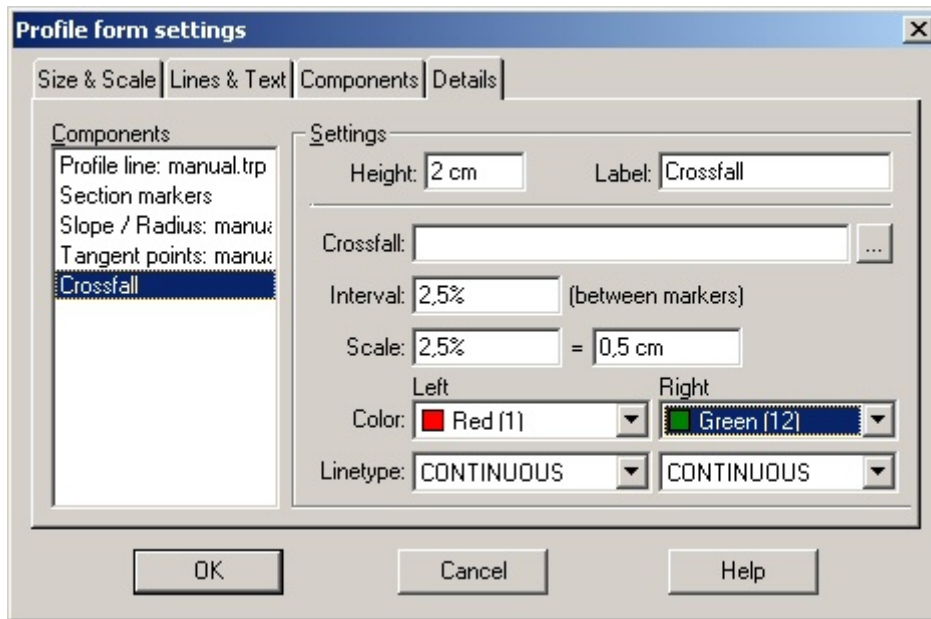 Profile form settings
Size & Scale Lines & Text Components Details
Components
Profile line: manual.trp
Section markers
Slope / Radius: manu
Tangent points: manu
Crossfall
Settings
Height: 2 cm Label: Crossfall
Crossfall: ...
Interval: 2,5% (between markers)
Scale: 2,5% = 0,5 cm
Left Right
Color: Red (1) Green (12)
Linetype: CONTINUOUS CONTINUOUS
OK Cancel Help